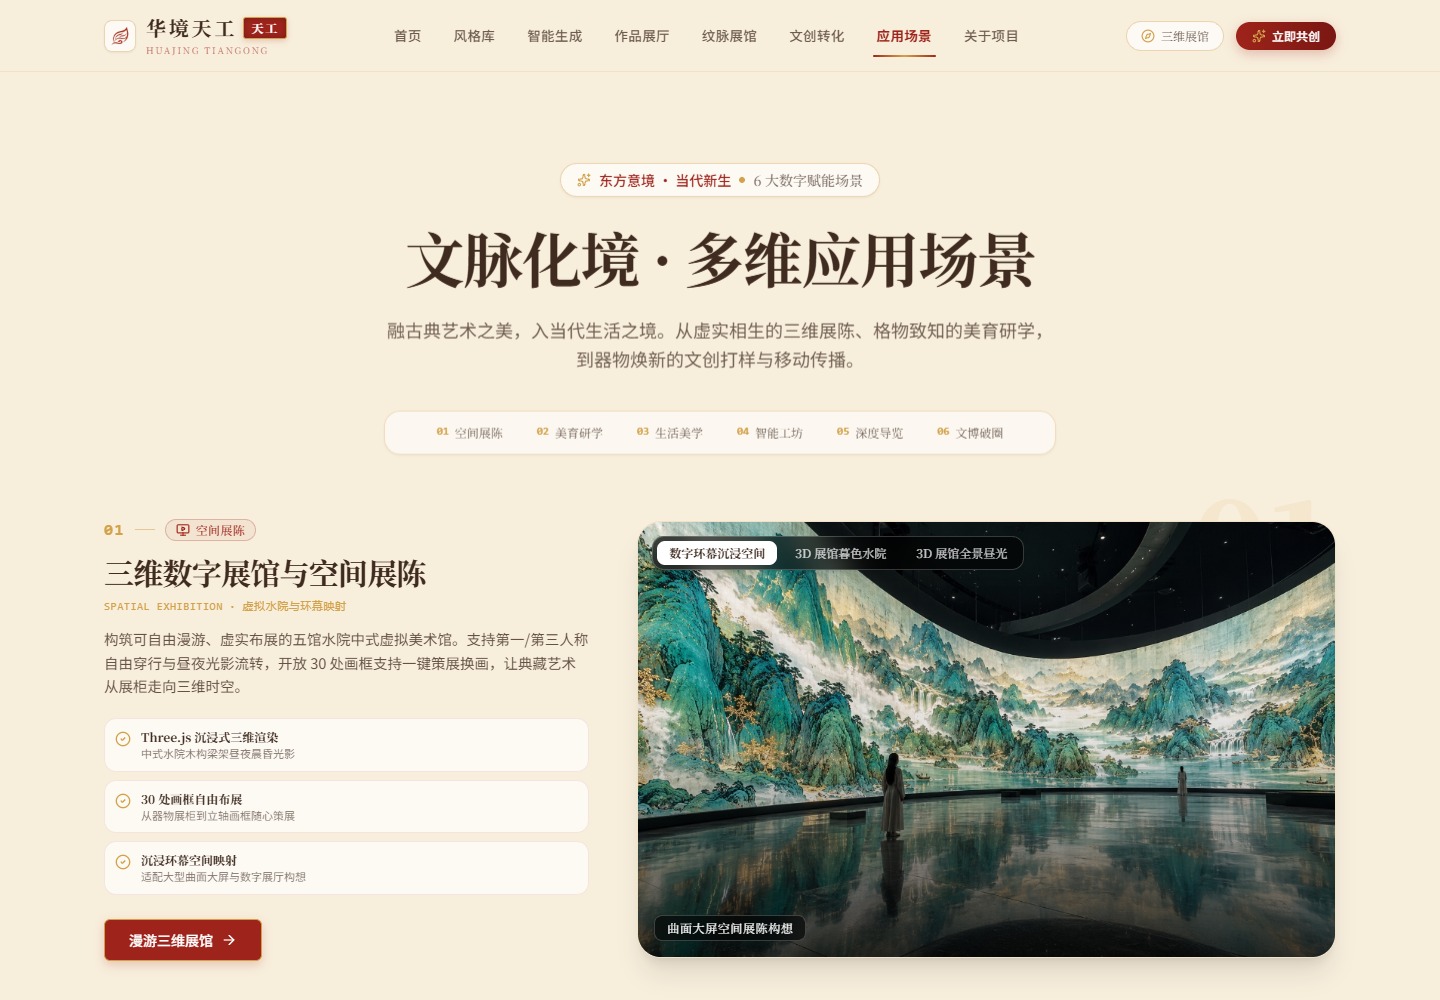 华境天工 天工
HUAJING TIANGONG
首页 风格库 智能生成 作品展厅 纹脉展馆 文创转化 应用场景 关于项目
三维展馆 立即共创
东方意境 · 当代新生 • 6 大数字赋能场景
文脉化境 · 多维应用场景
融古典艺术之美，入当代生活之境。从虚实相生的三维展陈、格物致知的美育研学，
到器物焕新的文创打样与移动传播。
01 空间展陈 02 美育研学 03 生活美学 04 智能工坊 05 深度导览 06 文博破圈
01 — 空间展陈
三维数字展馆与空间展陈
SPATIAL EXHIBITION · 虚拟水院与环幕映射
构筑可自由漫游、虚实布展的五馆水院中式虚拟美术馆。支持第一/第三人称
自由穿行与昼夜光影流转，开放 30 处画框支持一键策展换画，让典藏艺术
从展柜走向三维时空。
Three.js 沉浸式三维渲染
中式水院木构梁架昼夜晨昏光影
30 处画框自由布展
从器物展柜到立轴画框随心策展
沉浸环幕空间映射
适配大型曲面大屏与数字展厅构想
漫游三维展馆
01
数字环幕沉浸空间 3D 展馆暮色水院 3D 展馆全景昼光
曲面大屏空间展陈构想